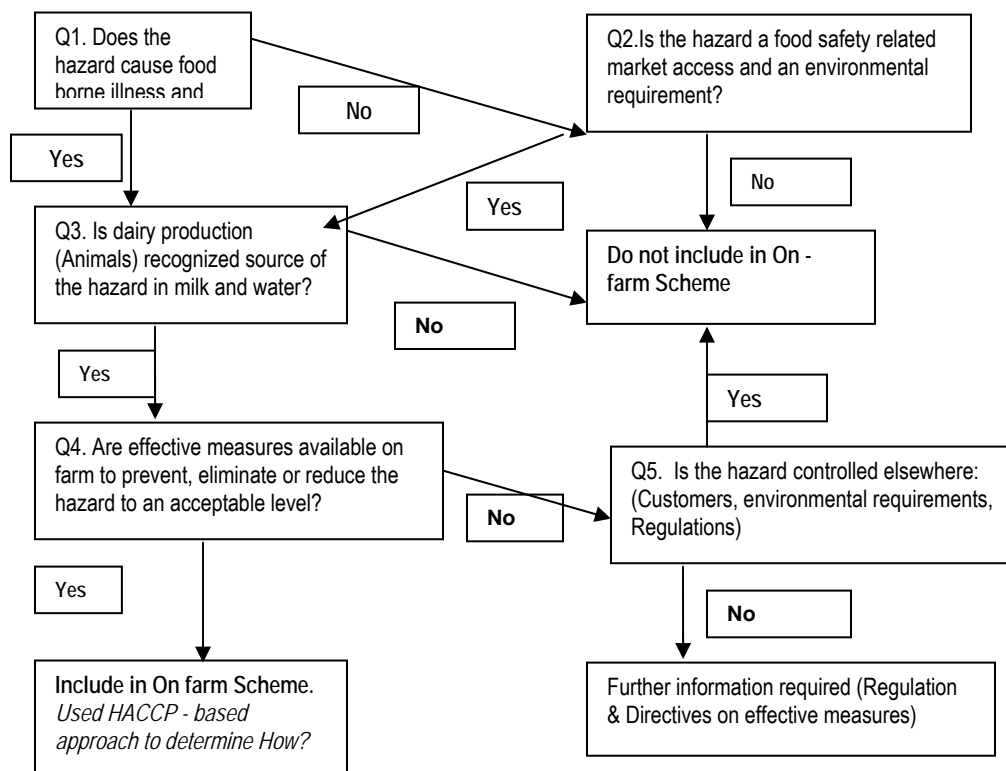 Q1. Does the
hazard cause food
borne illness and
No
Q2.Is the hazard a food safety related
market access and an environmental
requirement?
Yes
Yes
No
Q3. Is dairy production
(Animals) recognized source of
the hazard in milk and water?
Do not include in On -
farm Scheme
No
Yes
Yes
Q4. Are effective measures available on
farm to prevent, eliminate or reduce the
hazard to an acceptable level?
No
Q5.  Is the hazard controlled elsewhere:
(Customers, environmental requirements,
Regulations)
Yes
No
Include in On farm Scheme.
Used HACCP - based
approach to determine How?
Further information required (Regulation
& Directives on effective measures)